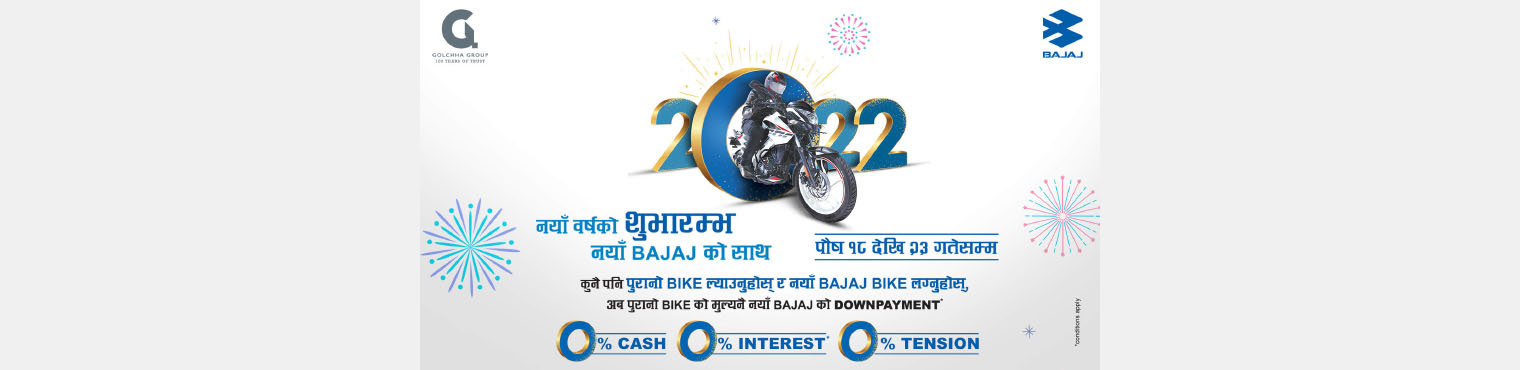 GOLCHHA GROUP
100 YEARS OF TRUST
BAJAJ
2022
नयाँ वर्षको शुभारम्भ
नयाँ BAJAJ को साथ
पौष १८ देखि २३ गतेसम्म
कुनै पनि पुरानो BIKE ल्याउनुहोस् र नयाँ BAJAJ BIKE लग्नुहोस्,
अब पुरानो BIKE को मुल्यनै नयाँ BAJAJ को DOWNPAYMENT*
0% CASH 0% INTEREST* 0% TENSION
*conditions apply